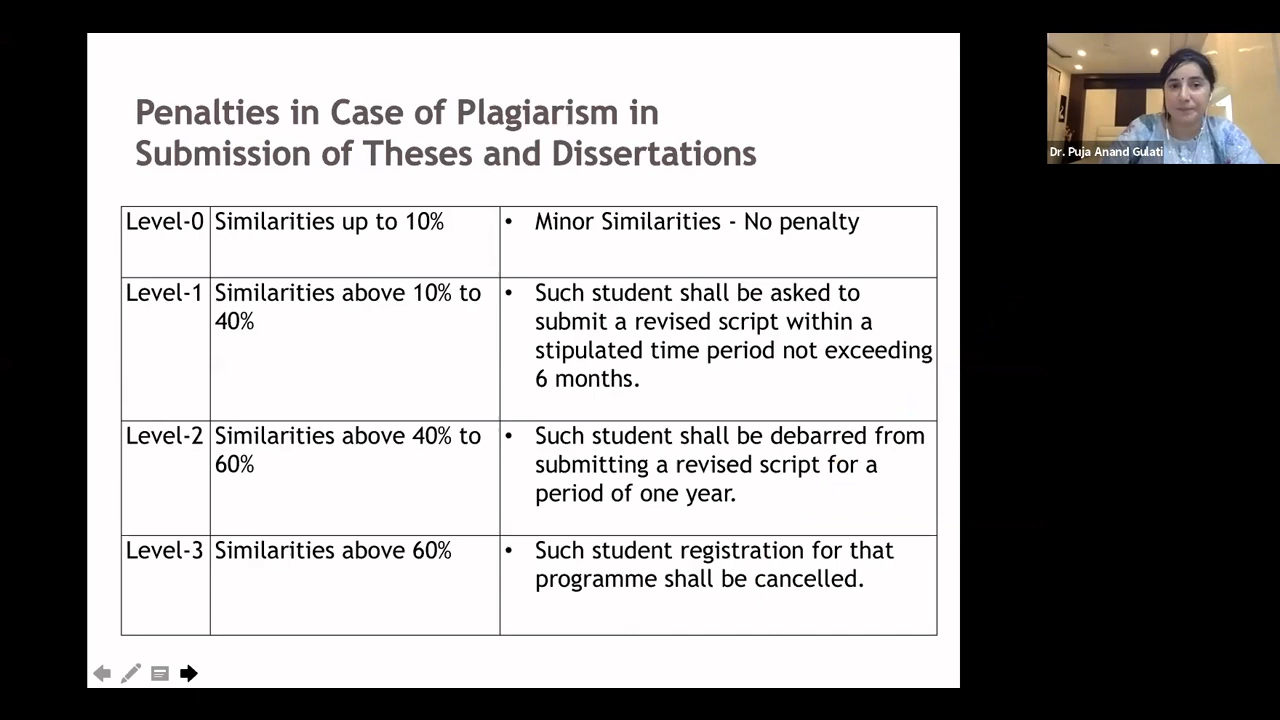 Penalties in Case of Plagiarism in
Submission of Theses and Dissertations
Level-0 Similarities up to 10% • Minor Similarities - No penalty
Level-1 Similarities above 10% to • Such student shall be asked to
40% submit a revised script within a
stipulated time period not exceeding
6 months.
Level-2 Similarities above 40% to • Such student shall be debarred from
60% submitting a revised script for a
period of one year.
Level-3 Similarities above 60% • Such student registration for that
programme shall be cancelled.
Dr. Puja Anand Gulati